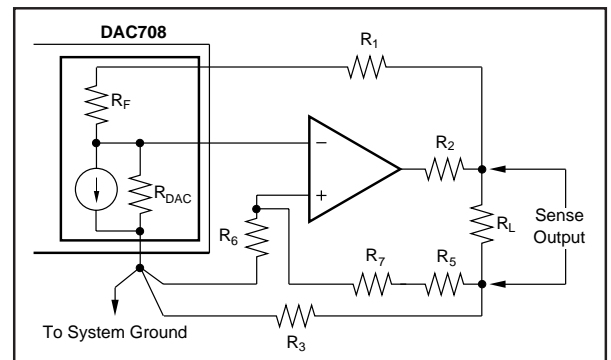 DAC708
R1
RF
R2
−
+
RDAC
RL
Sense
Output
R6
R7
R5
To System Ground
R3